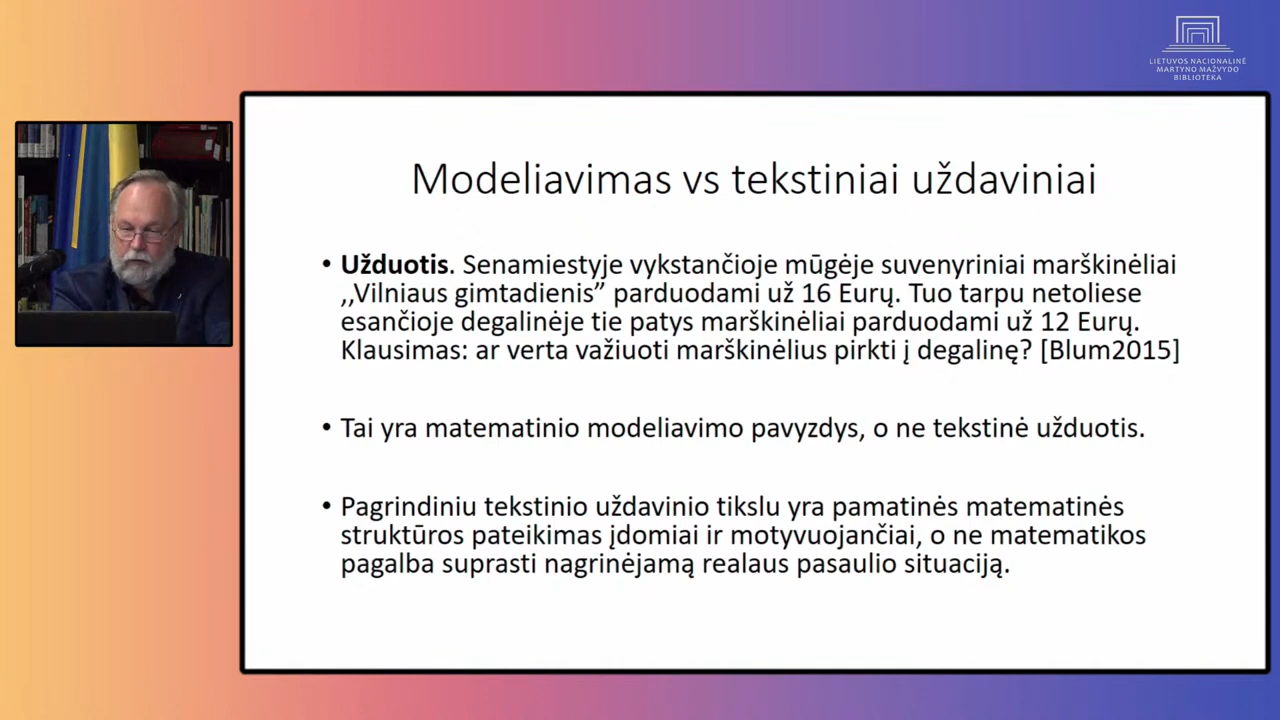 LIETUVOS NACIONALINĖ
MARTYNO MAŽVYDO
BIBLIOTEKA
Modeliavimas vs tekstiniai uždaviniai
• Užduotis. Senamiestyje vykstančioje mūgėje suvenyriniai marškinėliai
,,Vilniaus gimtadienis” parduodami už 16 Eurų. Tuo tarpu netoliese
esančioje degalinėje tie patys marškinėliai parduodami už 12 Eurų.
Klausimas: ar verta važiuoti marškinėlius pirkti į degalinę? [Blum2015]
• Tai yra matematinio modeliavimo pavyzdys, o ne tekstinė užduotis.
• Pagrindiniu tekstinio uždavinio tikslu yra pamatinės matematinės
struktūros pateikimas įdomiai ir motyvuojančiai, o ne matematikos
pagalba suprasti nagrinėjamą realaus pasaulio situaciją.